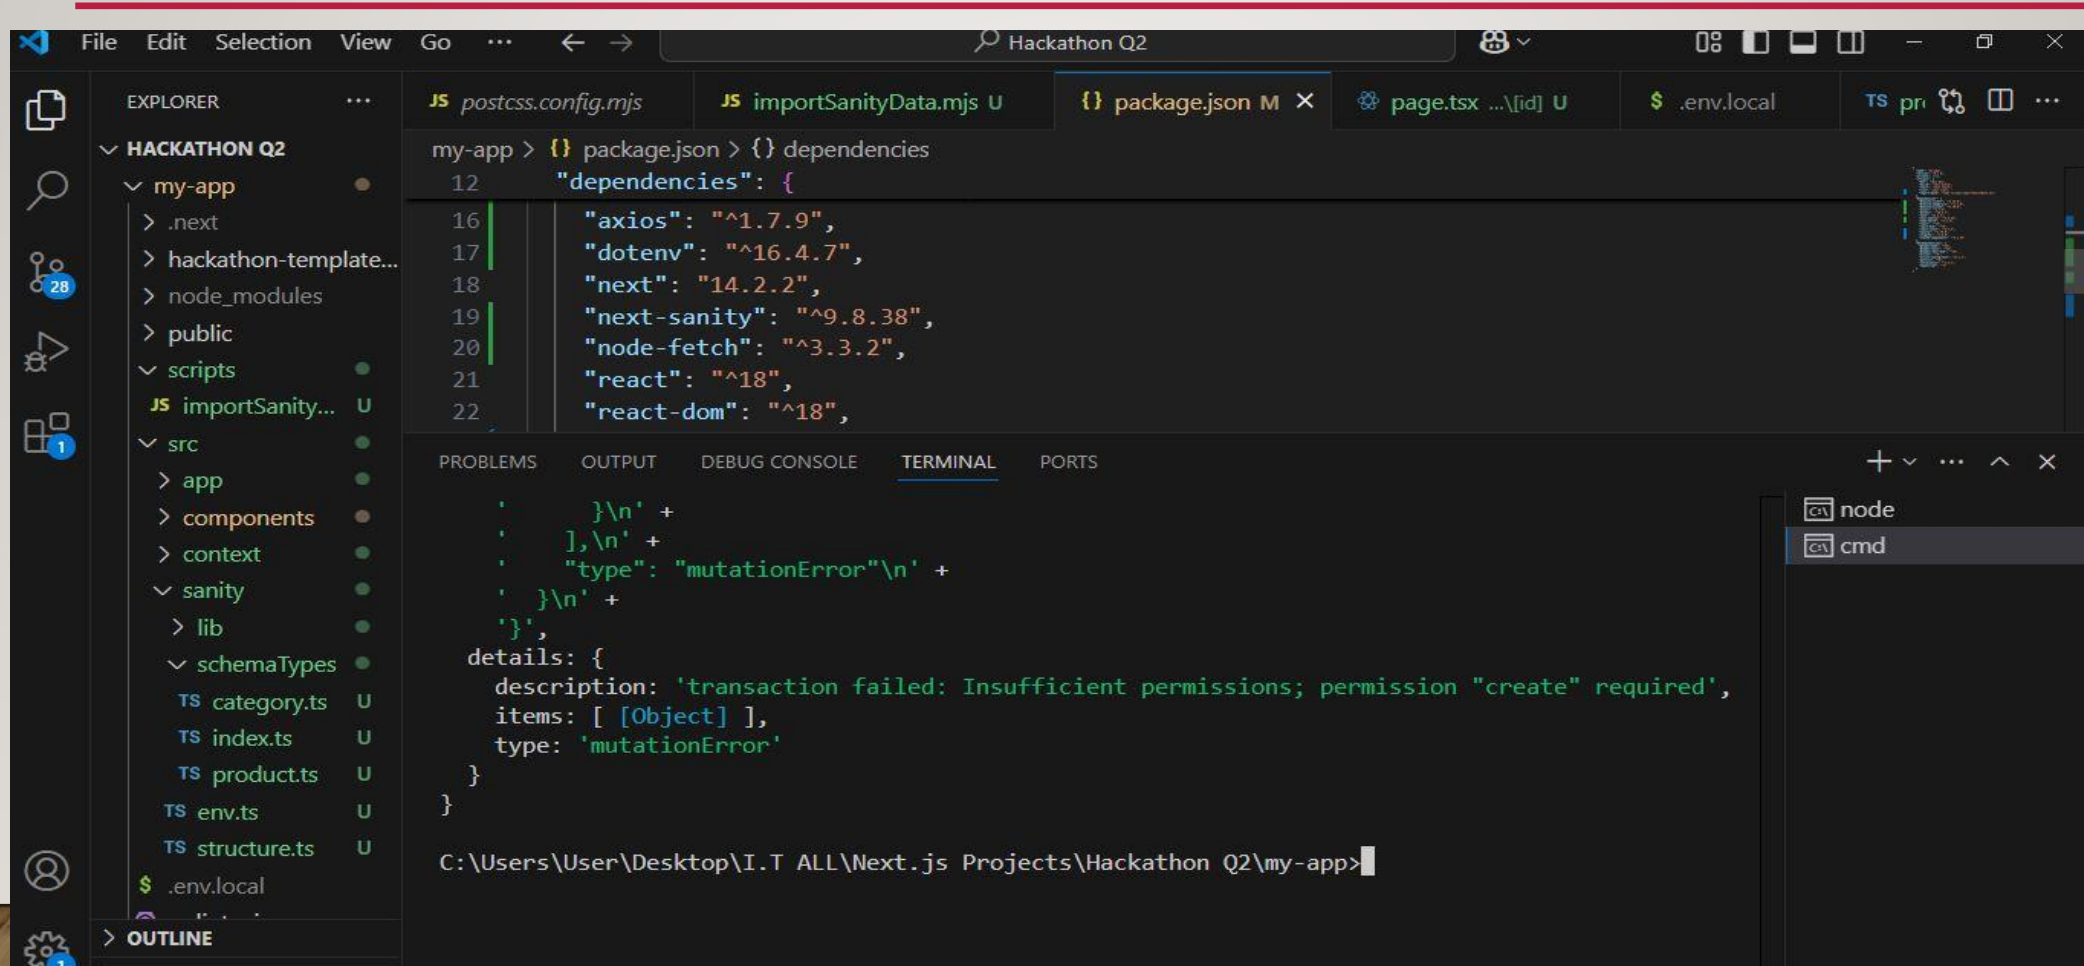 File Edit Selection View Go ··· ← → Hackathon Q2
EXPLORER ···
HACKATHON Q2
my-app
.next
hackathon-template...
node_modules
public
scripts
JS importSanity... U
src
app
components
context
sanity
lib
schemaTypes
TS category.ts U
TS index.ts U
TS product.ts U
TS env.ts U
TS structure.ts U
$ .env.local
OUTLINE
28
1
1
JS postcss.config.mjs JS importSanityData.mjs U {} package.json M × page.tsx ...\[id] U $ .env.local TS pr ···
my-app > {} package.json > {} dependencies
12 "dependencies": {
16 "axios": "^1.7.9",
17 "dotenv": "^16.4.7",
18 "next": "14.2.2",
19 "next-sanity": "^9.8.38",
20 "node-fetch": "^3.3.2",
21 "react": "^18",
22 "react-dom": "^18",
PROBLEMS OUTPUT DEBUG CONSOLE TERMINAL PORTS
' }\n' +
' ],\n' +
' "type": "mutationError"\n' +
' }\n' +
'}',
details: {
description: 'transaction failed: Insufficient permissions; permission "create" required',
items: [ [Object] ],
type: 'mutationError'
}
}
C:\Users\User\Desktop\I.T ALL\Next.js Projects\Hackathon Q2\my-app>
node
cmd